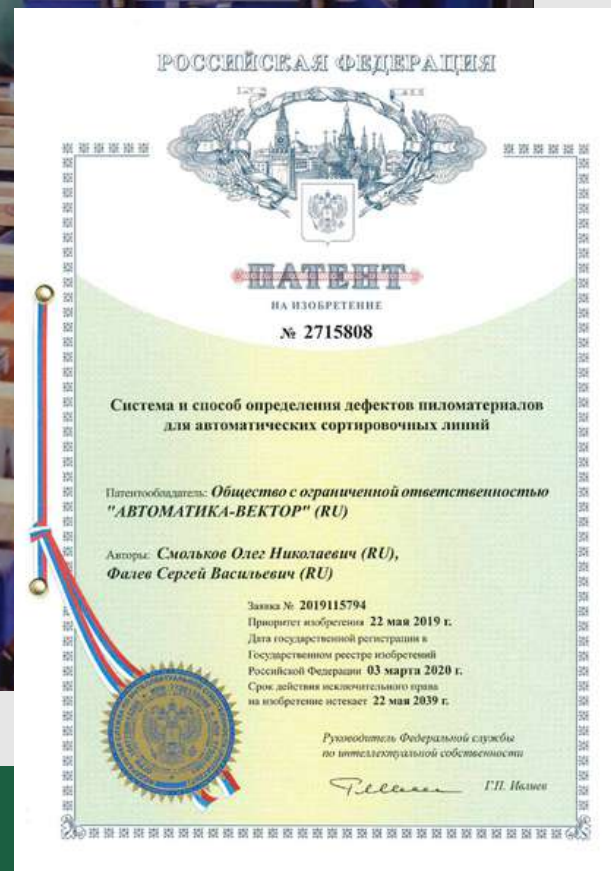 РОССИЙСКАЯ ФЕДЕРАЦИЯ
ПАТЕНТ
НА ИЗОБРЕТЕНИЕ
№ 2715808
Система и способ определения дефектов пиломатериалов
для автоматических сортировочных линий
Патентообладатель: Общество с ограниченной ответственностью
"АВТОМАТИКА-ВЕКТОР" (RU)
Авторы: Смольков Олег Николаевич (RU),
Фалев Сергей Васильевич (RU)
Заявка № 2019115794
Приоритет изобретения 22 мая 2019 г.
Дата государственной регистрации в
Государственном реестре изобретений
Российской Федерации 03 марта 2020 г.
Срок действия исключительного права
на изобретение истекает 22 мая 2039 г.
Руководитель Федеральной службы
по интеллектуальной собственности
Г.П. Ивлиев